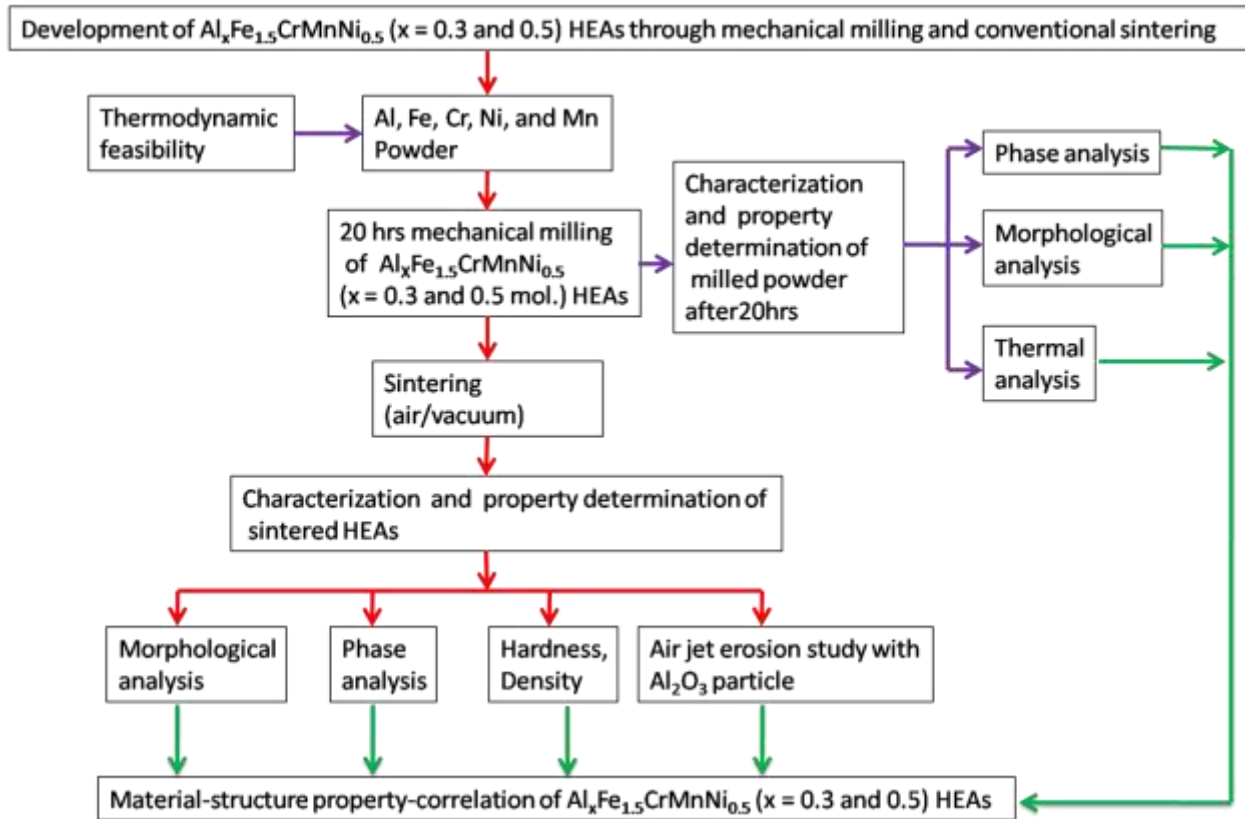 Development of AlₓFe₁.₅CrMnNi₀.₅ (x = 0.3 and 0.5) HEAs through mechanical milling and conventional sintering
Thermodynamic
feasibility
Al, Fe, Cr, Ni, and Mn
Powder
20 hrs mechanical milling
of AlₓFe₁.₅CrMnNi₀.₅
(x = 0.3 and 0.5 mol.) HEAs
Characterization
and property
determination of
milled powder
after20hrs
Phase analysis
Morphological
analysis
Thermal
analysis
Sintering
(air/vacuum)
Characterization and property determination of
sintered HEAs
Morphological
analysis
Phase
analysis
Hardness,
Density
Air jet erosion study with
Al₂O₃ particle
Material-structure property-correlation of AlₓFe₁.₅CrMnNi₀.₅ (x = 0.3 and 0.5) HEAs